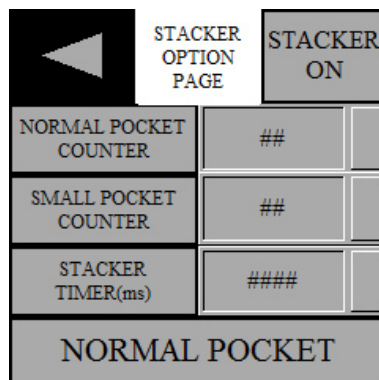 STACKER
OPTION
PAGE
STACKER
ON
NORMAL POCKET
COUNTER
##
SMALL POCKET
COUNTER
##
STACKER
TIMER(ms)
####
NORMAL POCKET